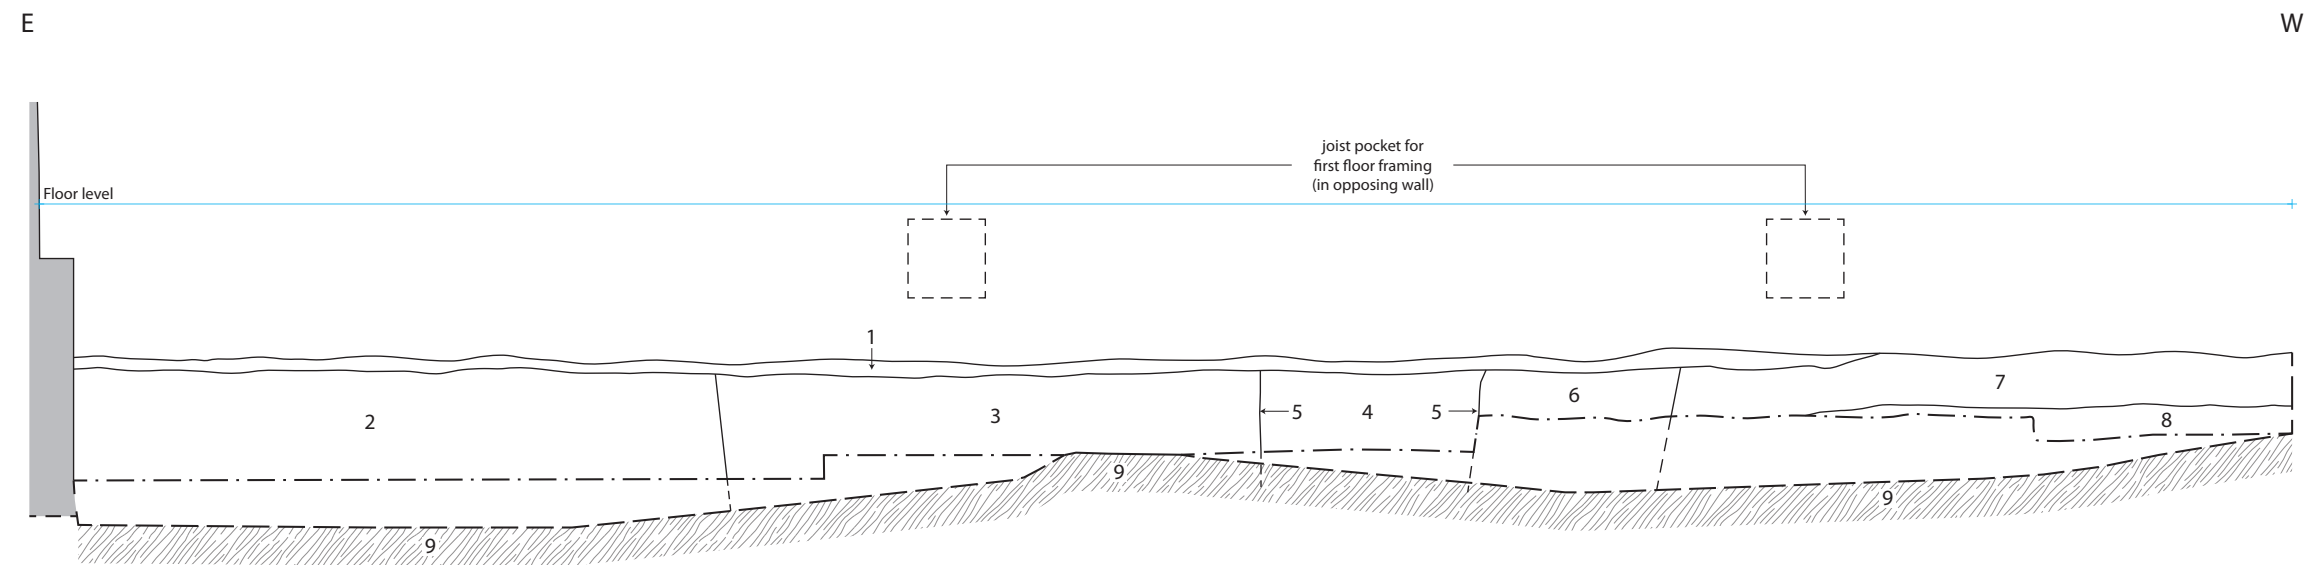 E
W
joist pocket for
first floor framing
(in opposing wall)
Floor level
1
2
3
5
4
5
6
7
8
9
9
9